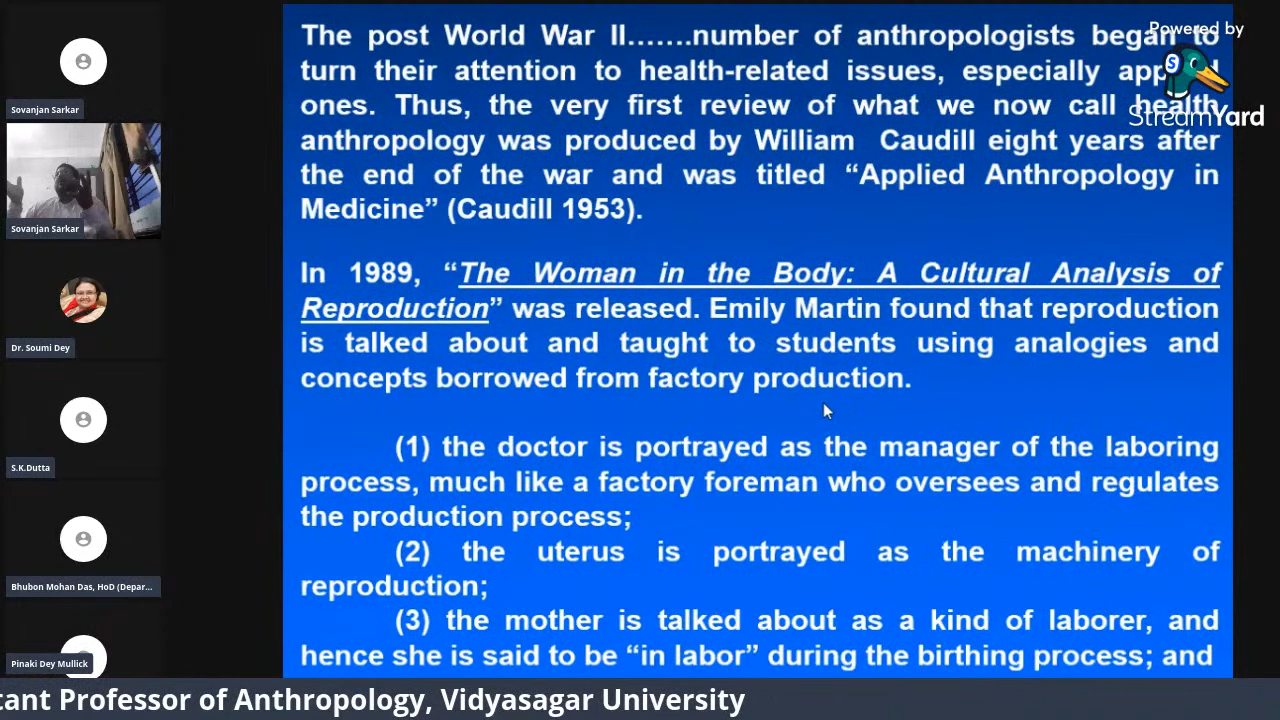 The post World War II.......number of anthropologists began to
turn their attention to health-related issues, especially
ones. Thus, the very first review of what we now call health
anthropology was produced by William Caudill eight years after
the end of the war and was titled “Applied Anthropology in
Medicine” (Caudill 1953).
In 1989, “The Woman in the Body: A Cultural Analysis of
Reproduction” was released. Emily Martin found that reproduction
is talked about and taught to students using analogies and
concepts borrowed from factory production.
(1) the doctor is portrayed as the manager of the laboring
process, much like a factory foreman who oversees and regulates
the production process;
(2) the uterus is portrayed as the machinery of
reproduction;
(3) the mother is talked about as a kind of laborer, and
hence she is said to be “in labor” during the birthing process; and
Powered by
S
StreamYard
Sovanjan Sarkar
Sovanjan Sarkar
Dr. Soumi Dey
S.K.Dutta
Bhubon Mohan Das, HoD (Depar...
Pinaki Dey Mullick
tant Professor of Anthropology, Vidyasagar University